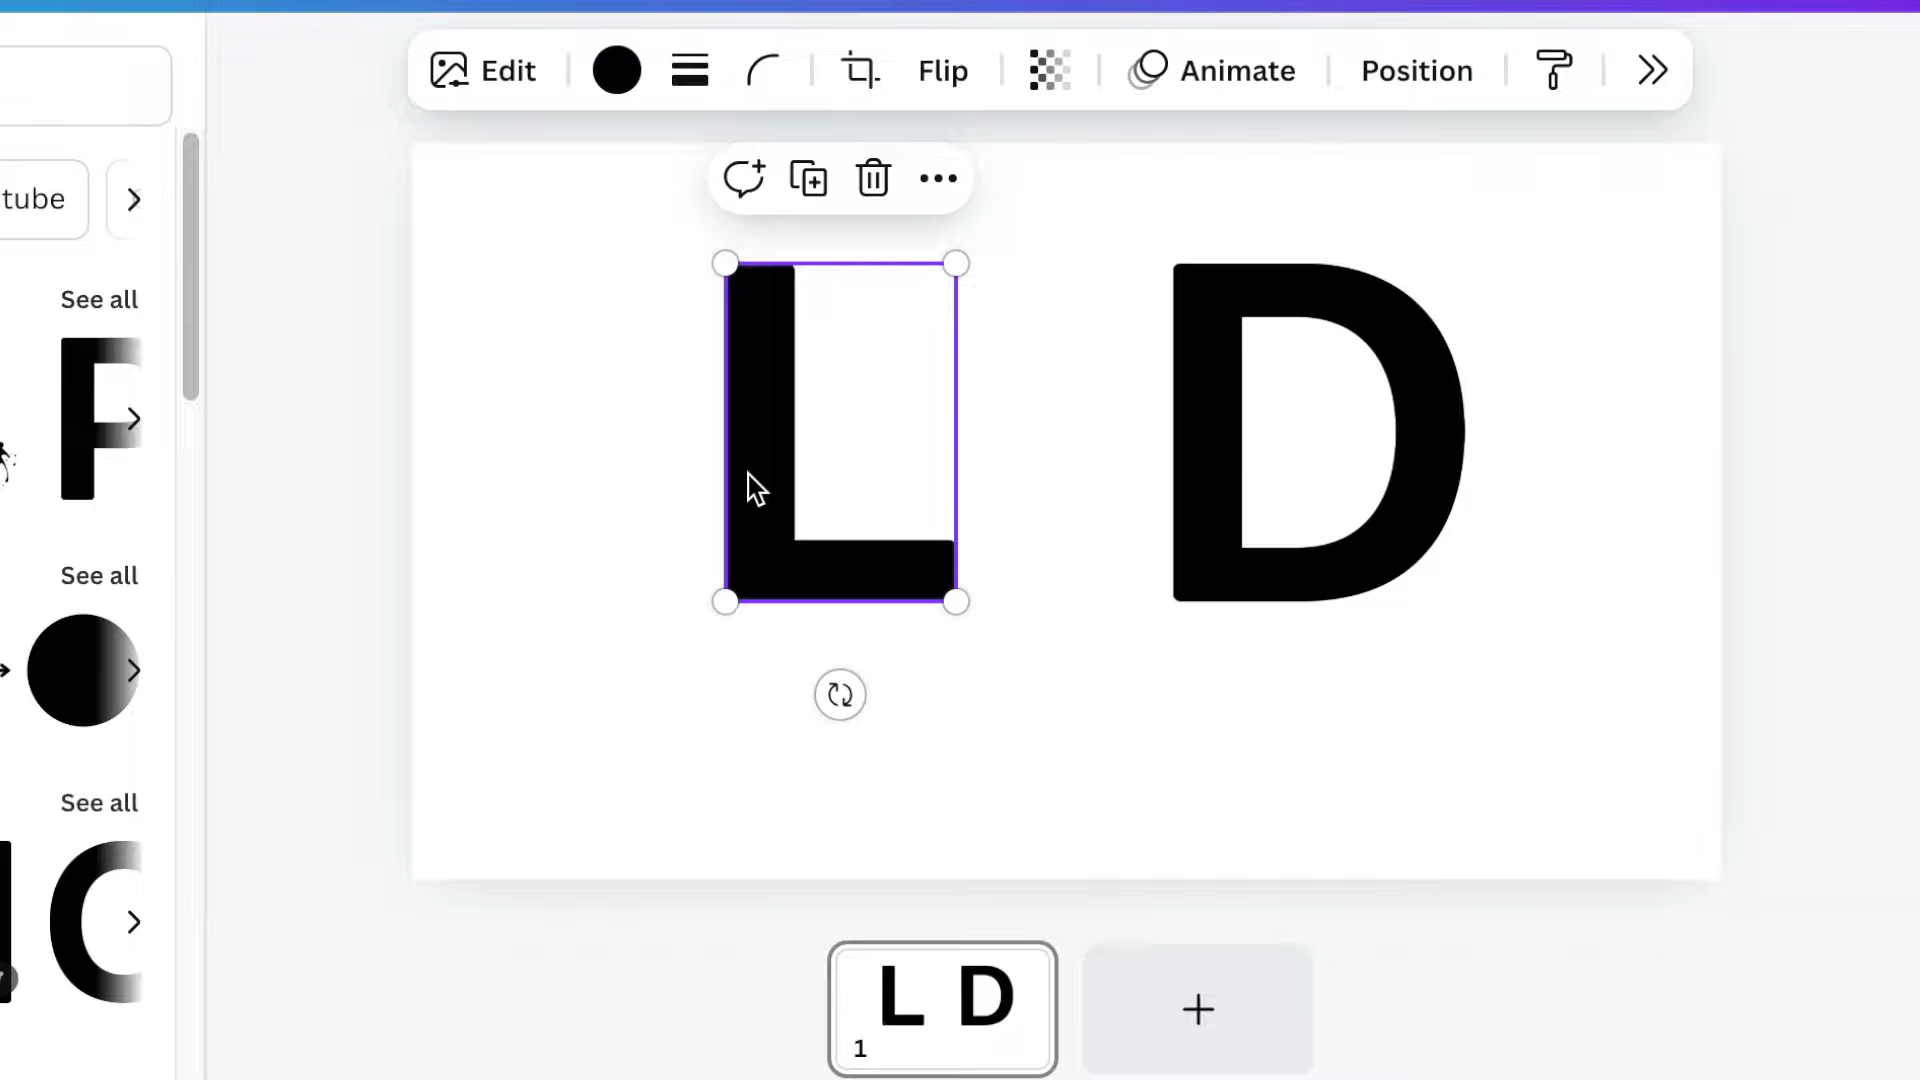 Edit Flip Animate Position
tube
See all
L D
P
See all
See all
L D
1